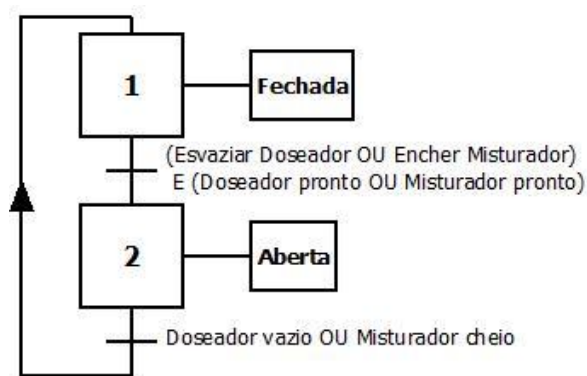 1
Fechada
(Esvaziar Doseador OU Encher Misturador)
E (Doseador pronto OU Misturador pronto)
2
Aberta
Doseador vazio OU Misturador cheio